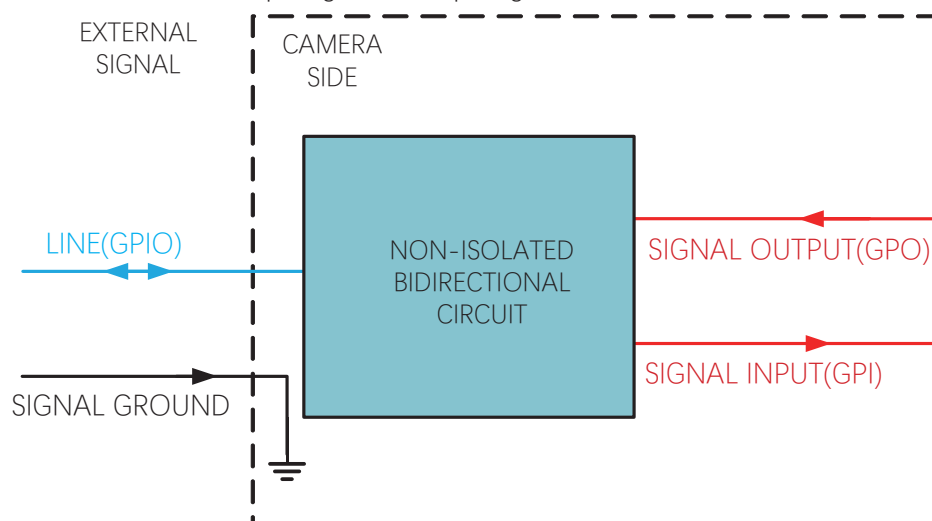 EXTERNAL
SIGNAL
CAMERA
SIDE
LINE(GPIO)
NON-ISOLATED
BIDIRECTIONAL
CIRCUIT
SIGNAL OUTPUT(GPO)
SIGNAL INPUT(GPI)
SIGNAL GROUND